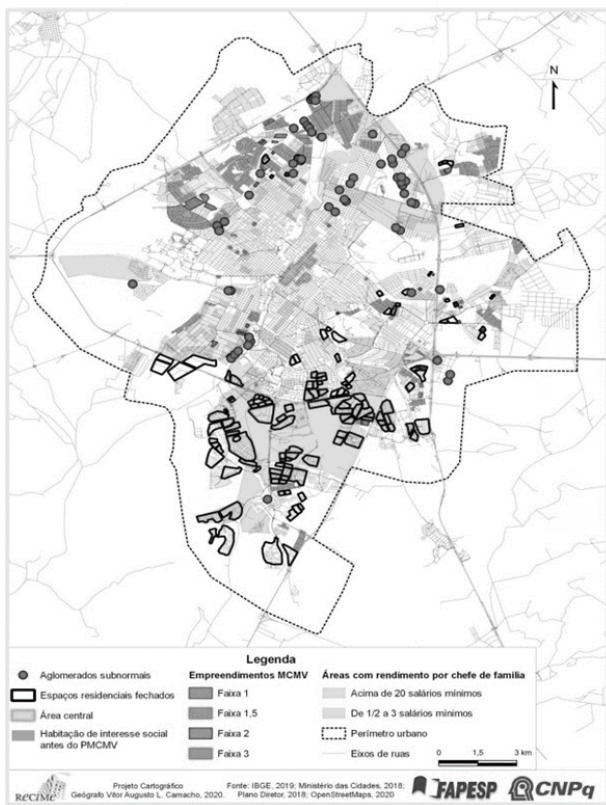 N
Legenda
Aglomerados subnormais
Espaços residenciais fechados
Área central
Habitação de interesse social
antes do PMCMV
Empreendimentos MCMV
Faixa 1
Faixa 1,5
Faixa 2
Faixa 3
Áreas com rendimento por chefe de família
Acima de 20 salários mínimos
De 1/2 a 3 salários mínimos
Perímetro urbano
Eixos de ruas
0 1,5 3 km
ReCiMe
Projeto Cartográfico
Geógrafo Vitor Augusto L. Camacho, 2020.
Fonte: IBGE, 2019; Ministério das Cidades, 2018;
Plano Diretor, 2018; OpenStreetMaps, 2020
FAPESP
CNPq